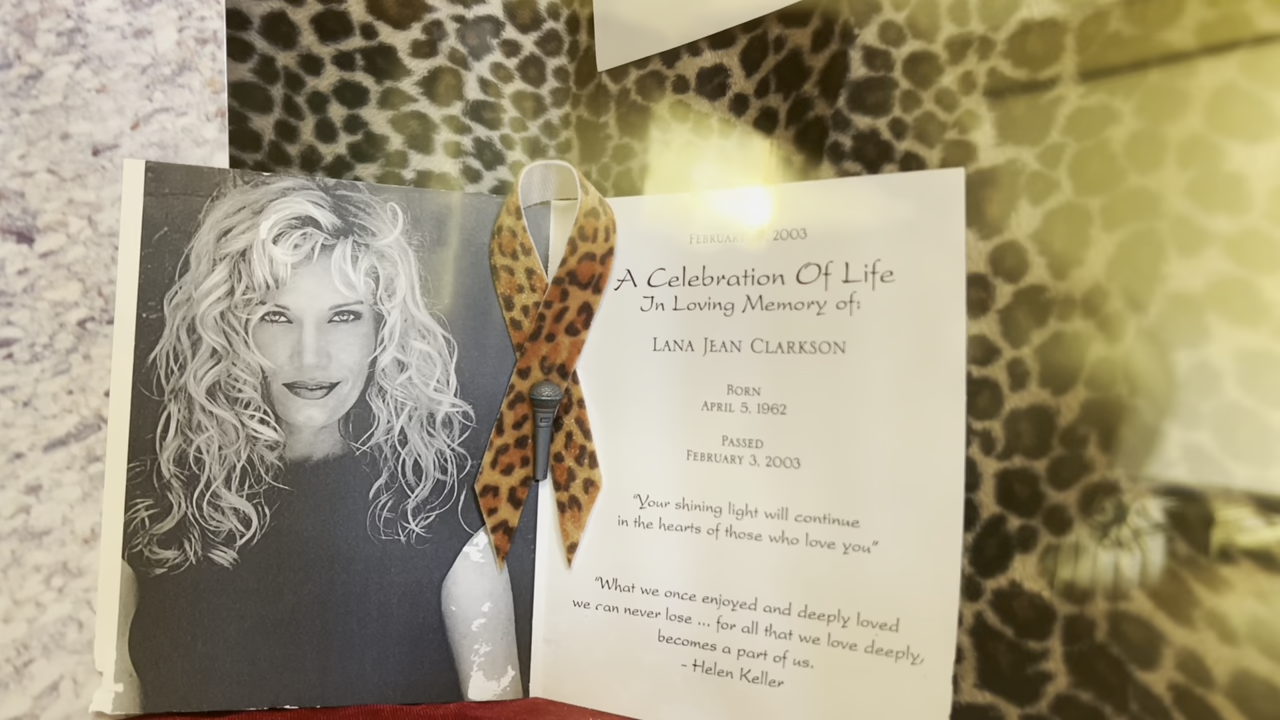 FEBRUARY 2003
A Celebration Of Life
In Loving Memory of:
LANA JEAN CLARKSON
BORN
APRIL 5, 1962
PASSED
FEBRUARY 3, 2003
"Your shining light will continue
in the hearts of those who love you"
"What we once enjoyed and deeply loved
we can never lose ... for all that we love deeply,
becomes a part of us.
- Helen Keller